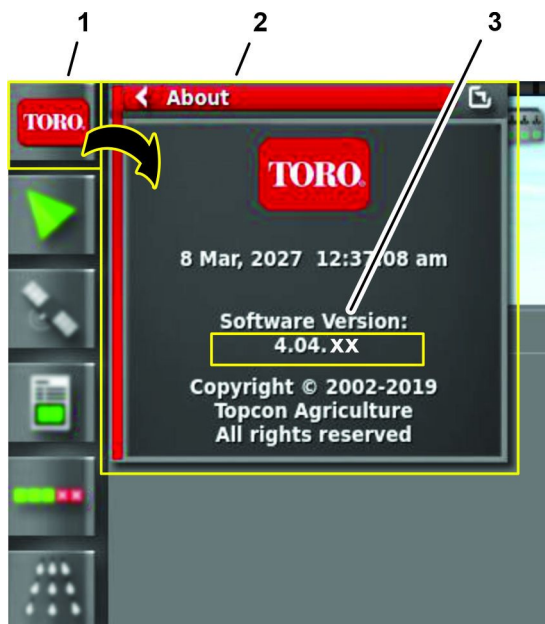 1 2 3
TORO.
About
TORO.
8 Mar, 2027 12:37:08 am
Software Version:
4.04.XX
Copyright © 2002-2019
Topcon Agriculture
All rights reserved